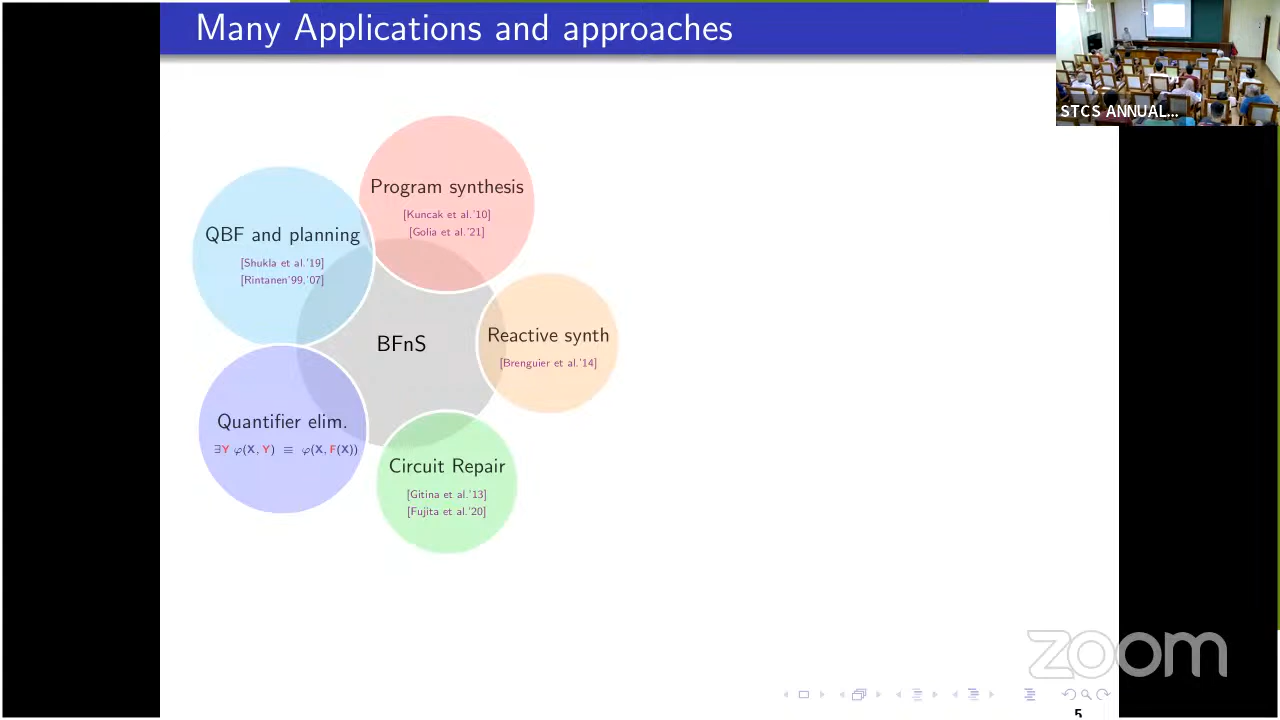 Many Applications and approaches
STCS ANNUAL...
Program synthesis
[Kuncak et al.'10]
[Golia et al.'21]
QBF and planning
[Shukla et al.'19]
[Rintanen'99,'07]
BFnS
Reactive synth
[Brenguier et al.'14]
Quantifier elim.
∃Y φ(X, Y) ≡ φ(X, F(X))
Circuit Repair
[Gitina et al.'13]
[Fujita et al.'20]
zoom
5